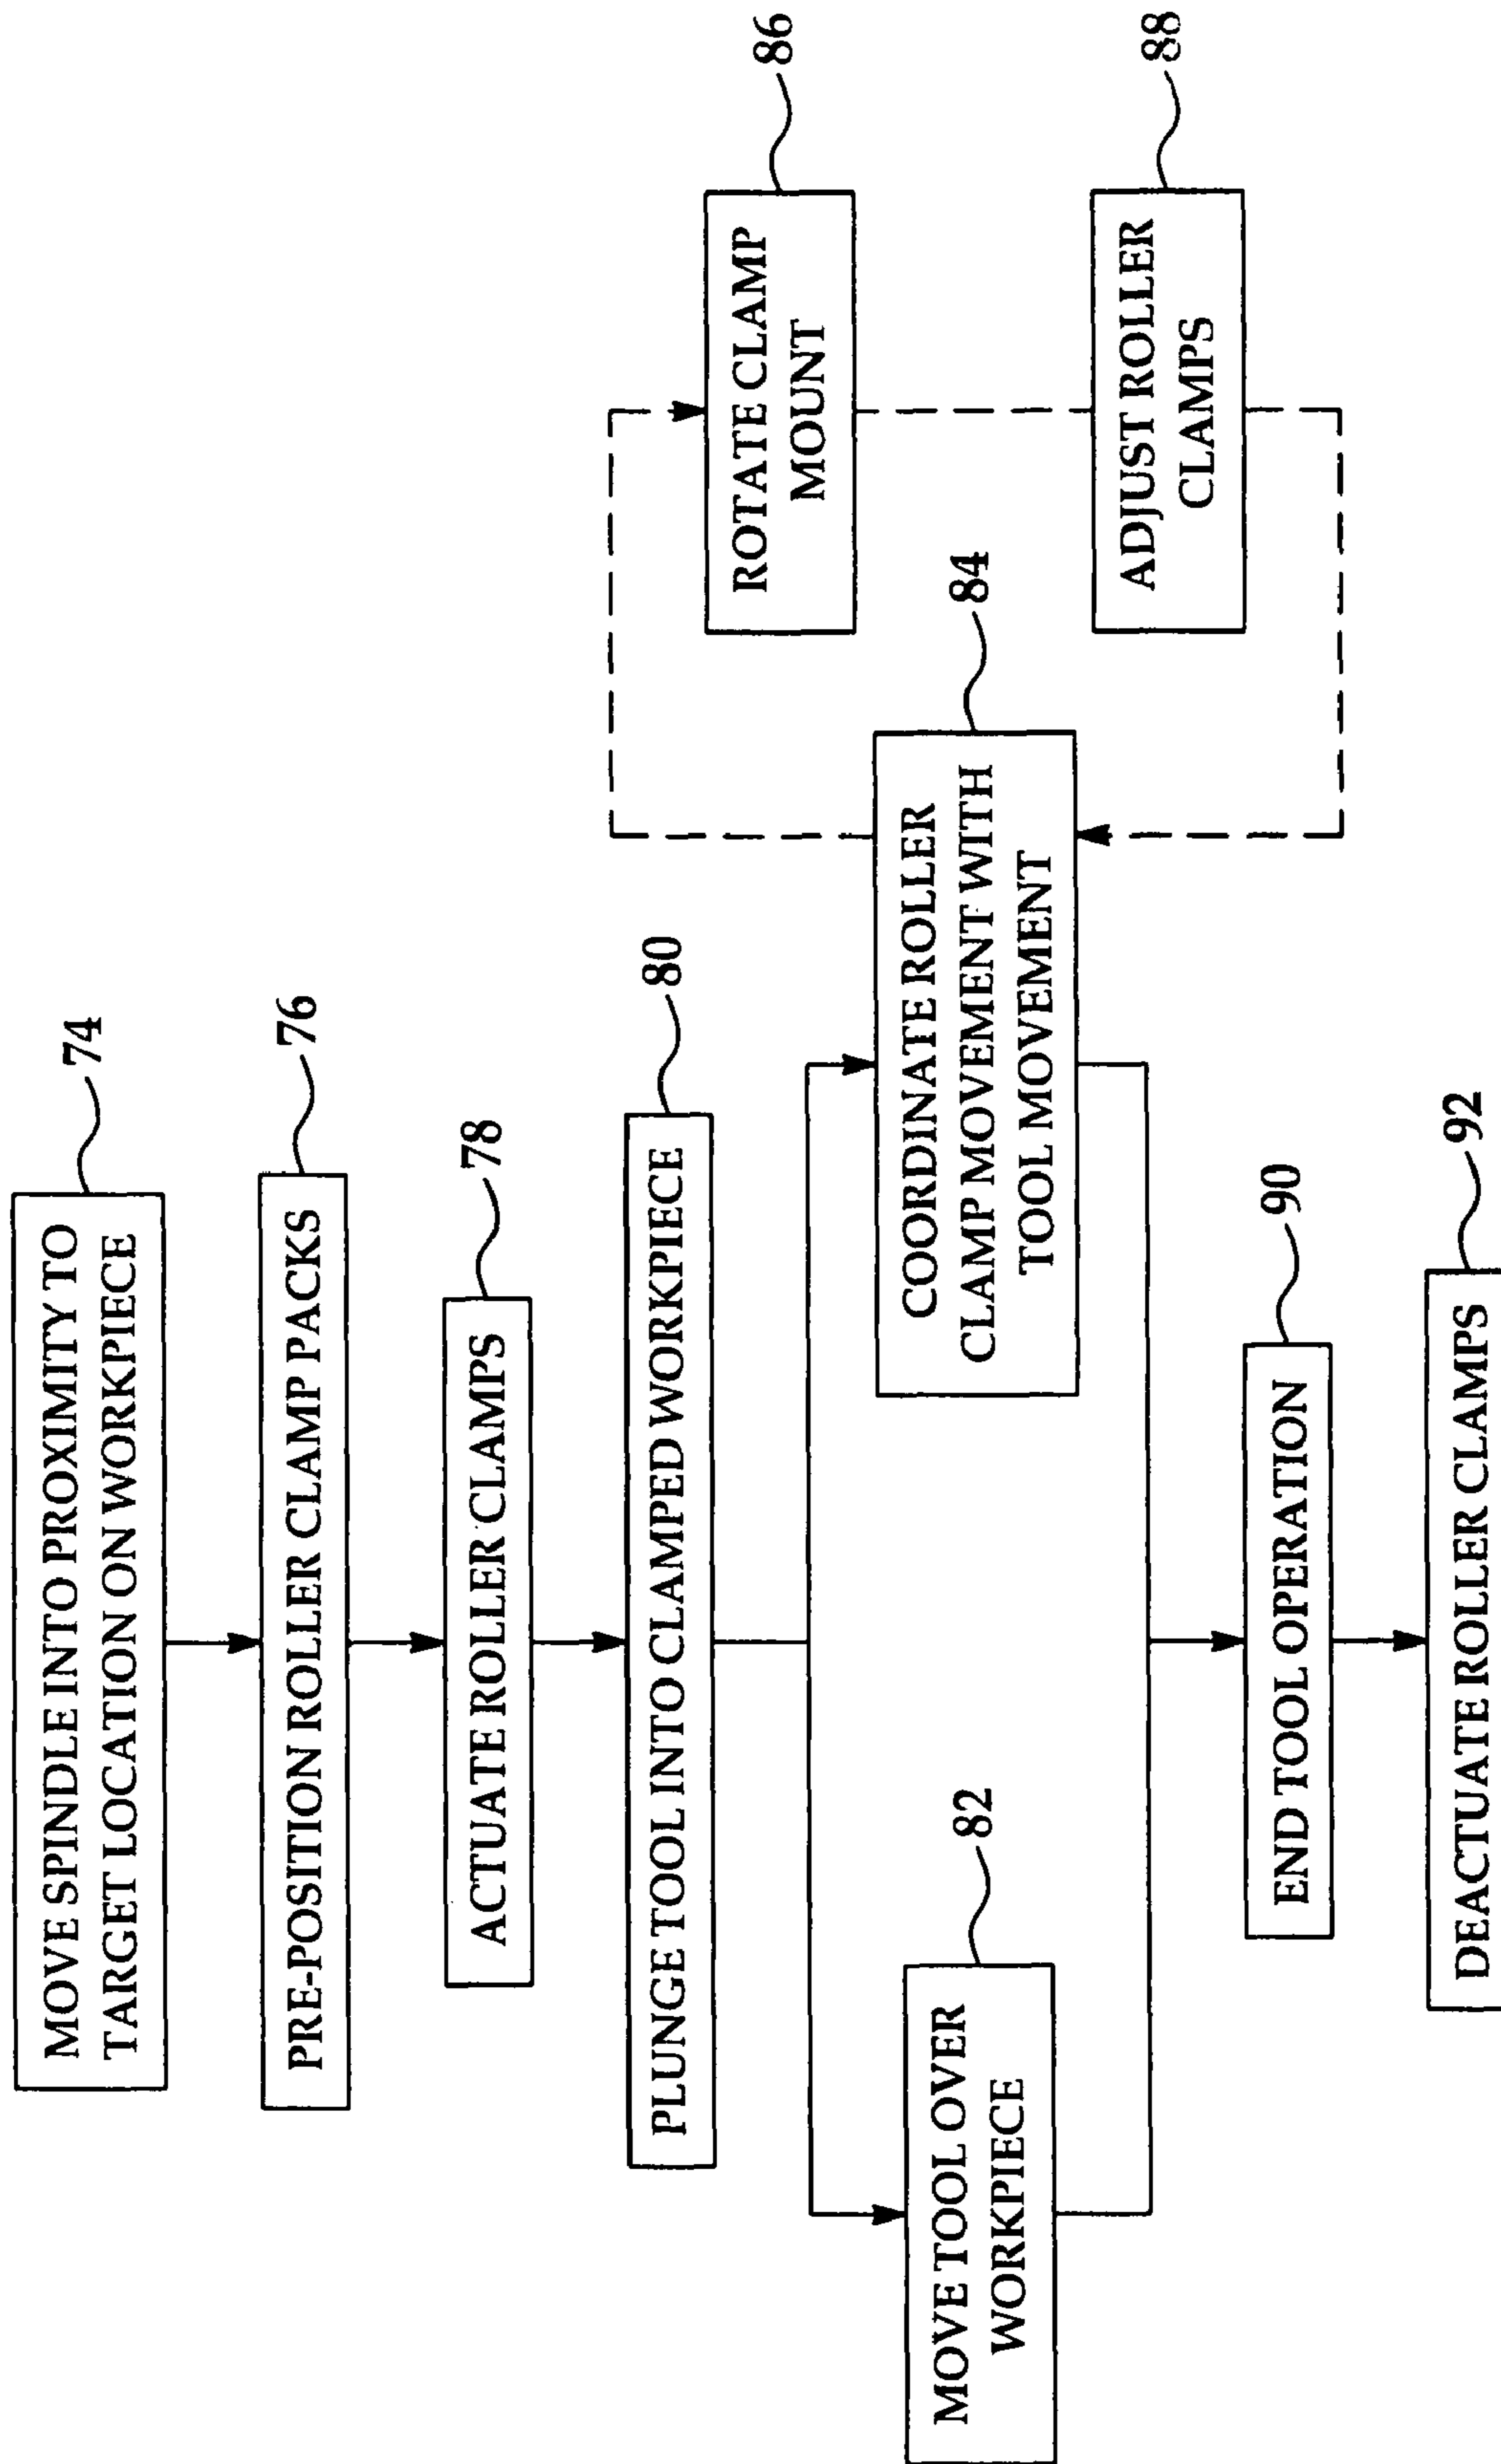 MOVE SPINDLE INTO PROXIMITY TO
TARGET LOCATION ON WORKPIECE
74
PRE-POSITION ROLLER CLAMP PACKS
76
ACTUATE ROLLER CLAMPS
78
PLUNGE TOOL INTO CLAMPED WORKPIECE
80
MOVE TOOL OVER
WORKPIECE
82
COORDINATE ROLLER
CLAMP MOVEMENT WITH
TOOL MOVEMENT
84
ROTATE CLAMP
MOUNT
86
ADJUST ROLLER
CLAMPS
88
END TOOL OPERATION
90
DEACTUATE ROLLER CLAMPS
92